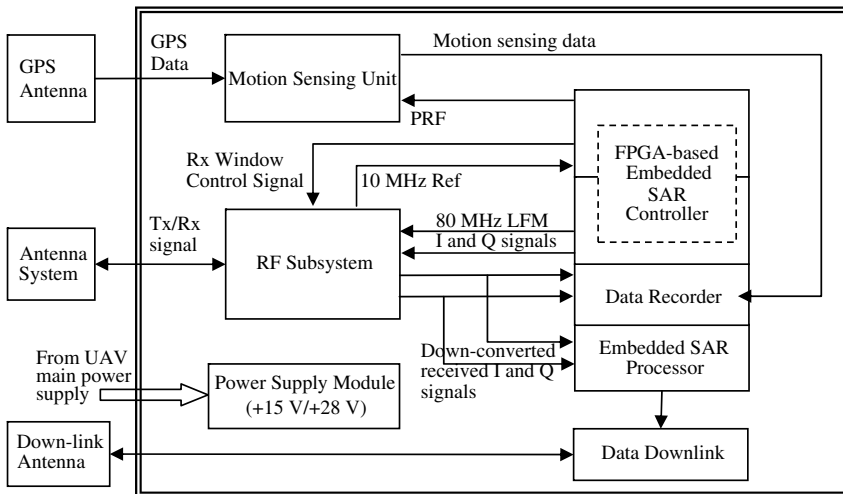 GPS
Antenna
GPS
Data
Motion Sensing Unit
Motion sensing data
PRF
Rx Window
Control Signal
10 MHz Ref
FPGA-based
Embedded
SAR
Controller
Antenna
System
Tx/Rx
signal
RF Subsystem
80 MHz LFM
I and Q signals
Data Recorder
From UAV
main power
supply
Power Supply Module
(+15 V/+28 V)
Down-converted
received I and Q
signals
Embedded SAR
Processor
Down-link
Antenna
Data Downlink